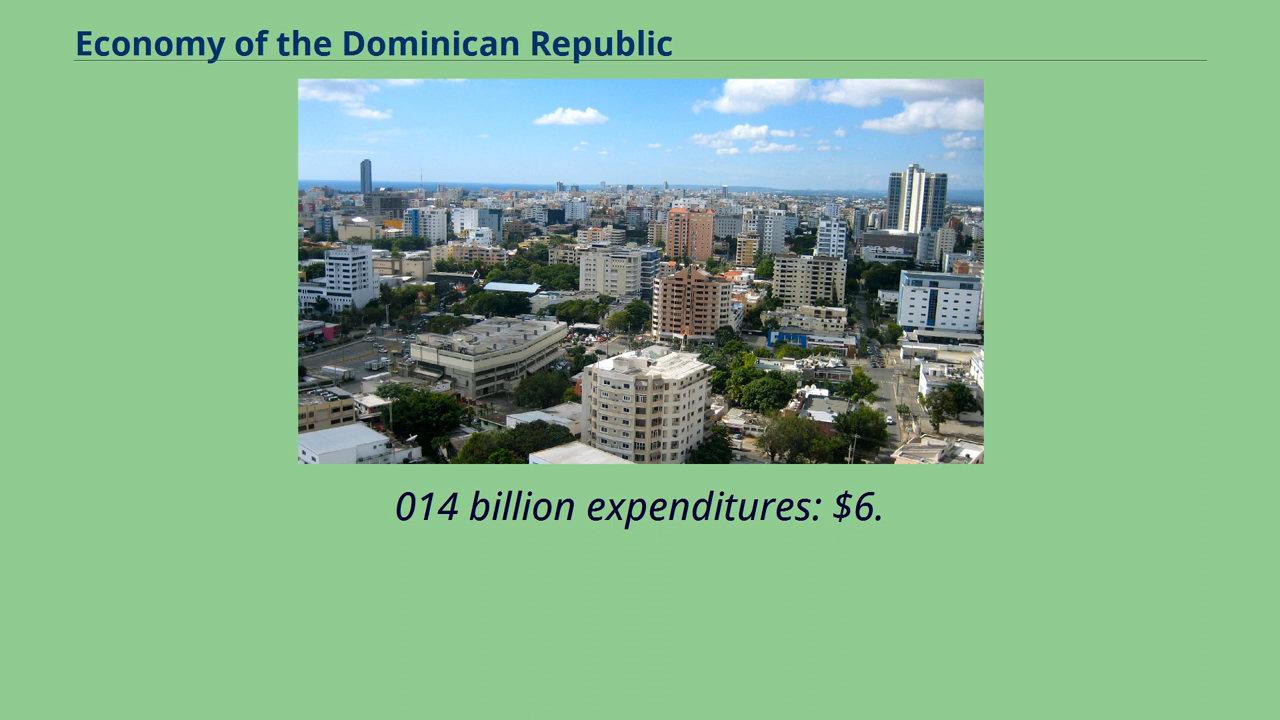 Economy of the Dominican Republic
014 billion expenditures: $6.